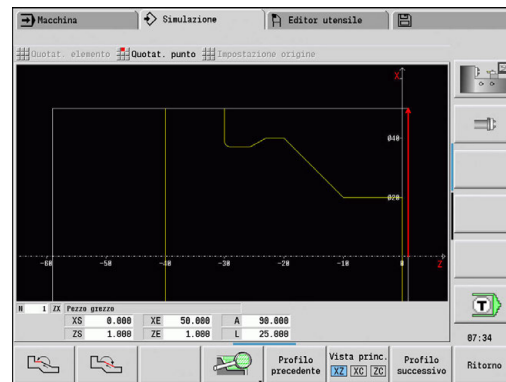 Macchina
Simulazione
Editor utensile
Quotat. elemento Quotat. punto Impostazione origine
X
Ø40
Ø20
-60 -50 -40 -30 -20 -10 0 Z
N 1 ZX Pezzo grezzo
XS 0.000 XE 50.000 A 90.000
ZS 1.000 ZE 1.000 L 25.000
T
07:34
Profilo precedente
Vista princ.
XZ XC ZC
Profilo successivo
Ritorno